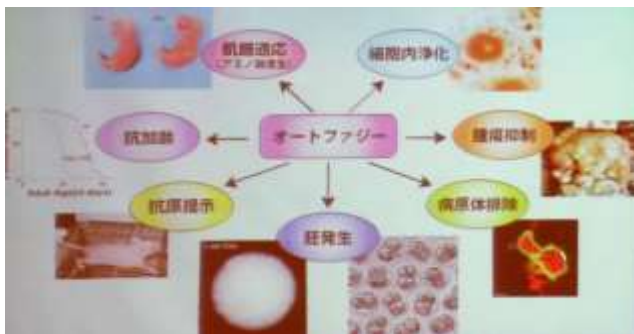 飢餓適応
(アミノ酸産生)
細胞内浄化
抗加齢
オートファジー
腫瘍抑制
抗原提示
病原体排除
胚発生